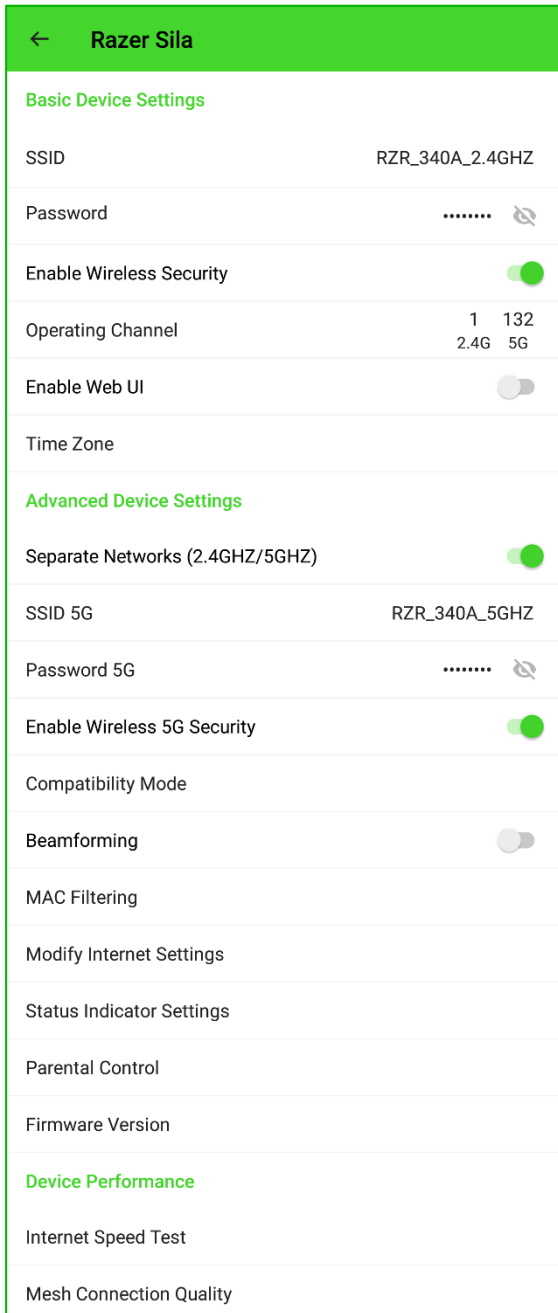 Razer Sila
Basic Device Settings
SSID RZR_340A_2.4GHZ
Password ••••••••
Enable Wireless Security
Operating Channel 1 132
2.4G 5G
Enable Web UI
Time Zone
Advanced Device Settings
Separate Networks (2.4GHZ/5GHZ)
SSID 5G RZR_340A_5GHZ
Password 5G ••••••••
Enable Wireless 5G Security
Compatibility Mode
Beamforming
MAC Filtering
Modify Internet Settings
Status Indicator Settings
Parental Control
Firmware Version
Device Performance
Internet Speed Test
Mesh Connection Quality